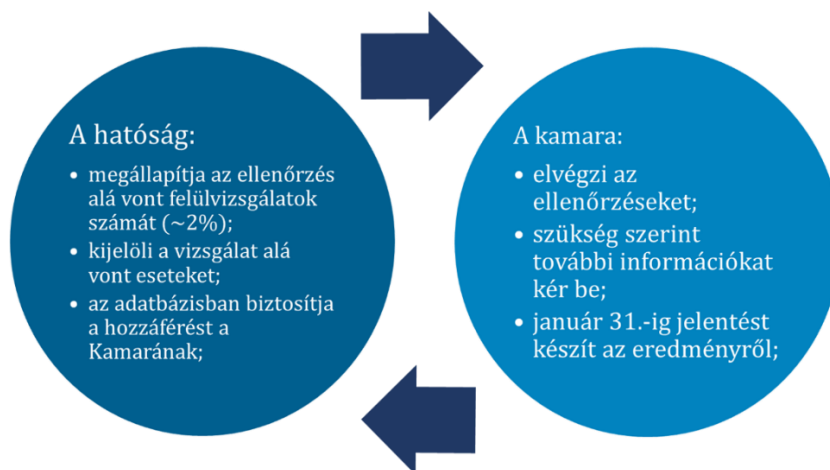 A hatóság:
• megállapítja az ellenőrzés
alá vont felülvizsgálatok
számát (~2%);
• kijelöli a vizsgálat alá
vont eseteket;
• az adatbázisban biztosítja
a hozzáférést a
Kamarának;
A kamara:
• elvégzi az
ellenőrzéseket;
• szükség szerint
további információkat
kér be;
• január 31.-ig jelentést
készít az eredményről;